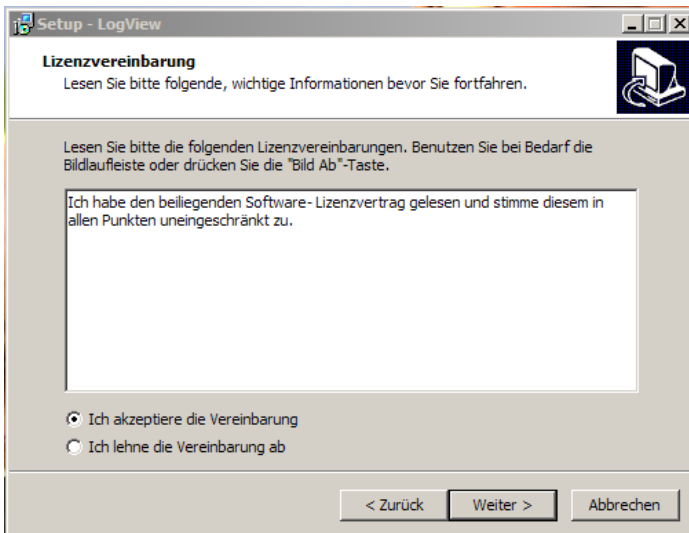 Setup - LogView
Lizenzvereinbarung
Lesen Sie bitte folgende, wichtige Informationen bevor Sie fortfahren.
Lesen Sie bitte die folgenden Lizenzvereinbarungen. Benutzen Sie bei Bedarf die
Bildlaufleiste oder drücken Sie die "Bild Ab"-Taste.
Ich habe den beiliegenden Software- Lizenzvertrag gelesen und stimme diesem in
allen Punkten uneingeschränkt zu.
Ich akzeptiere die Vereinbarung
Ich lehne die Vereinbarung ab
< Zurück Weiter > Abbrechen